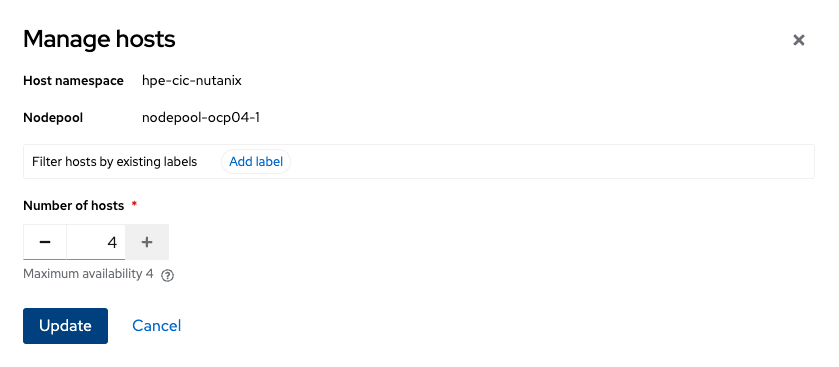 Manage hosts
Host namespace hpe-cic-nutanix
Nodepool nodepool-ocp04-1
Filter hosts by existing labels Add label
Number of hosts *
4
Maximum availability 4
Update Cancel